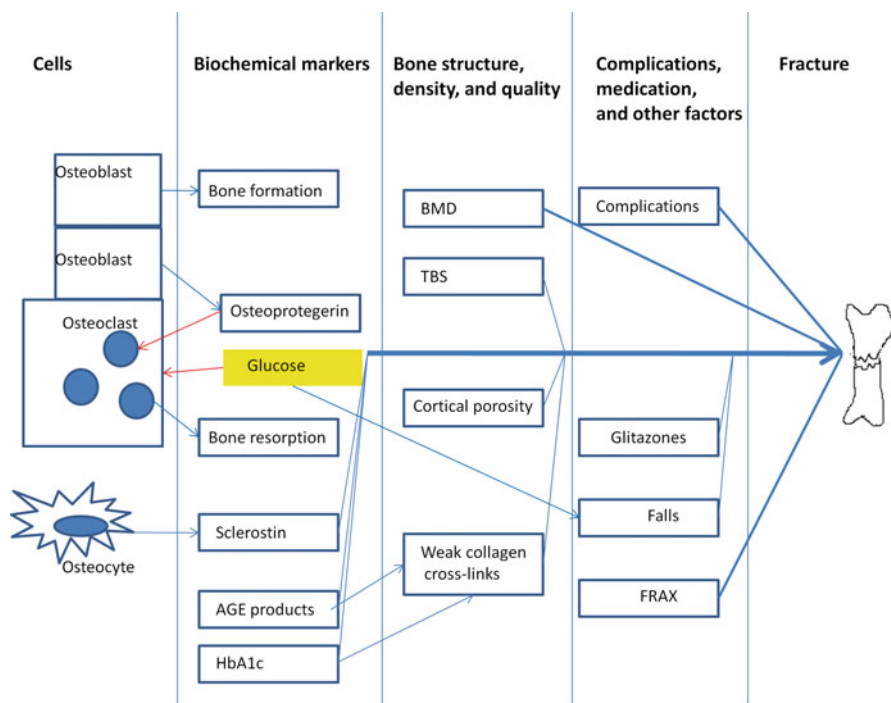 Cells
Biochemical markers
Bone structure,
density, and quality
Complications,
medication,
and other factors
Fracture
Osteoblast
Bone formation
BMD
Complications
Osteoblast
TBS
Osteoprotegerin
Osteoclast
Glucose
Cortical porosity
Bone resorption
Glitazones
Sclerostin
Falls
Osteocyte
Weak collagen
cross-links
AGE products
FRAX
HbA1c